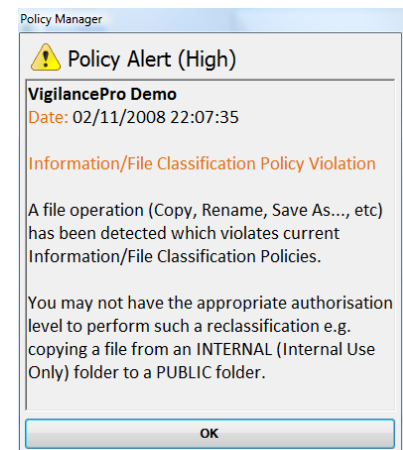 Policy Manager
Policy Alert (High)
VigilancePro Demo
Date: 02/11/2008 22:07:35
Information/File Classification Policy Violation
A file operation (Copy, Rename, Save As..., etc)
has been detected which violates current
Information/File Classification Policies.
You may not have the appropriate authorisation
level to perform such a reclassification e.g.
copying a file from an INTERNAL (Internal Use
Only) folder to a PUBLIC folder.
OK